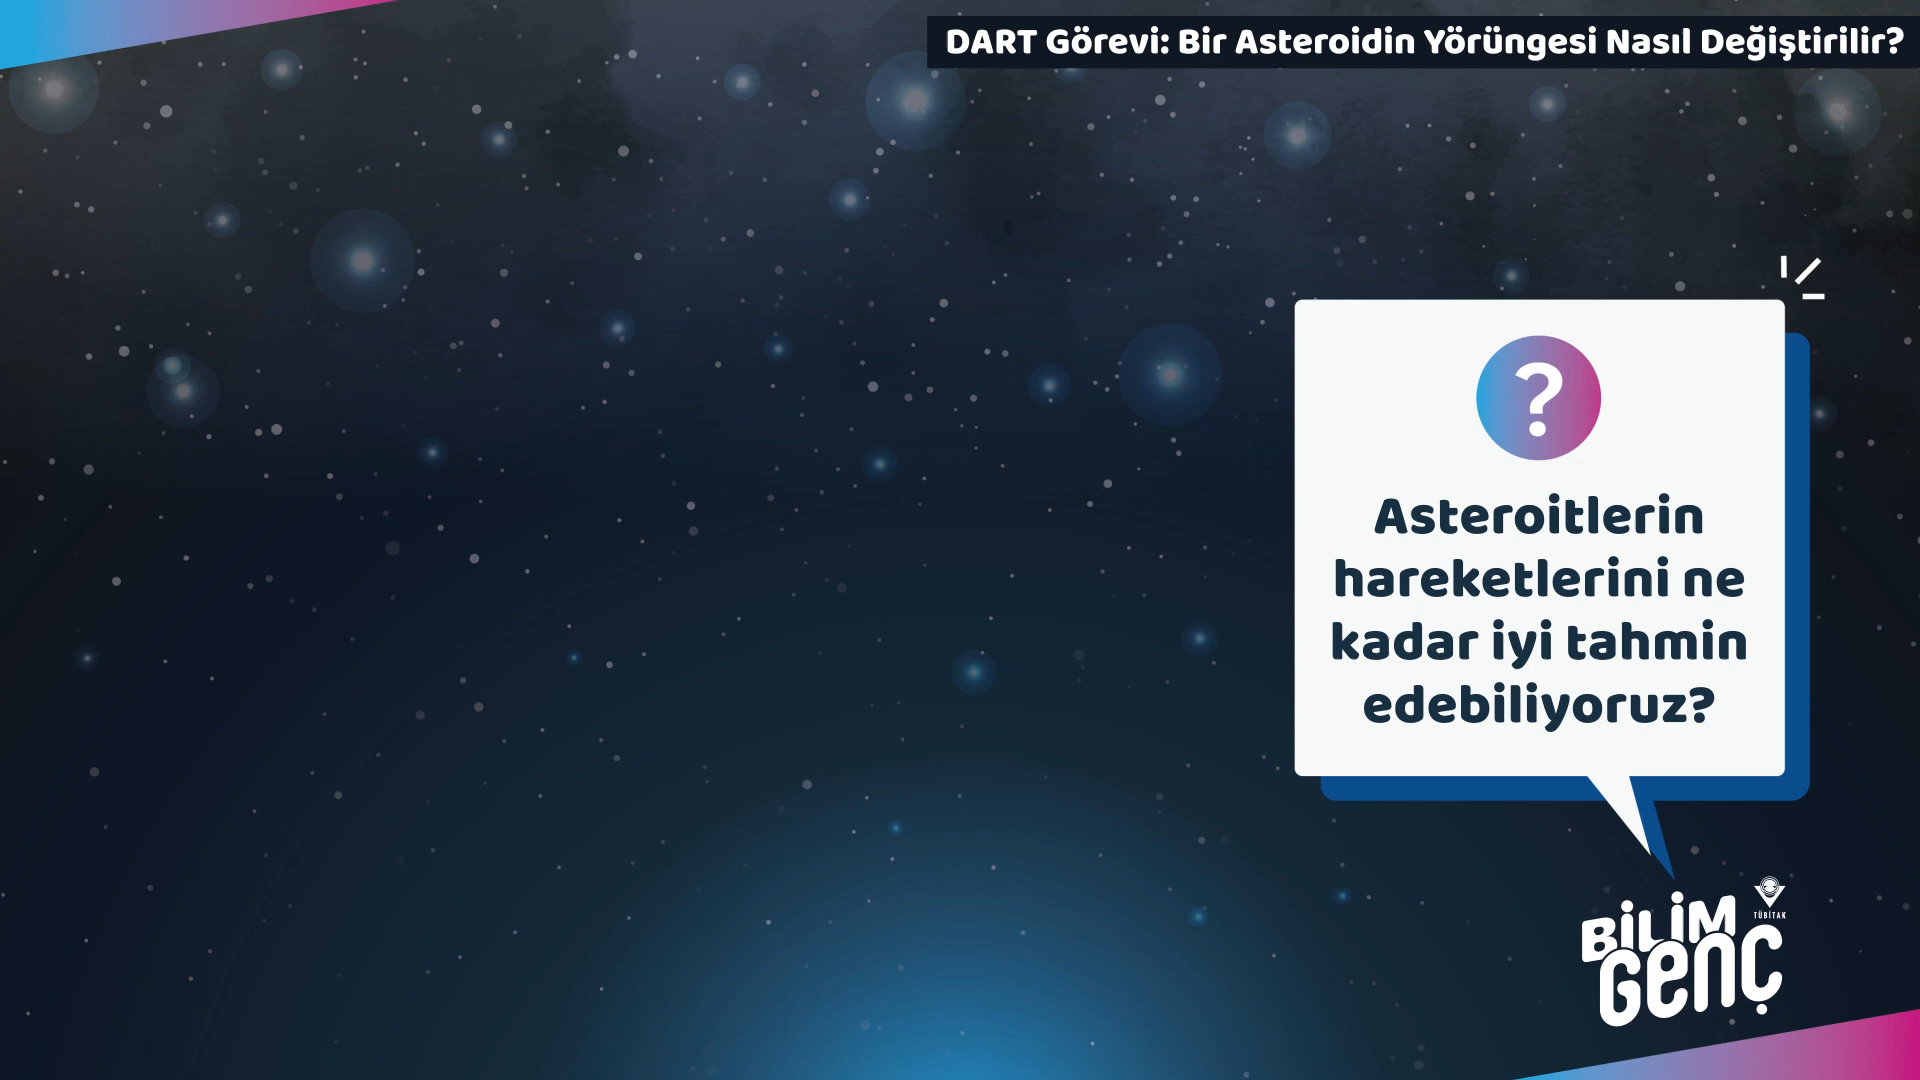 DART Görevi: Bir Asteroidin Yörüngesi Nasıl Değiştirilir?
?
Asteroitlerin
hareketlerini ne
kadar iyi tahmin
edebiliyoruz?
TÜBİTAK
BİLİM
GENÇ